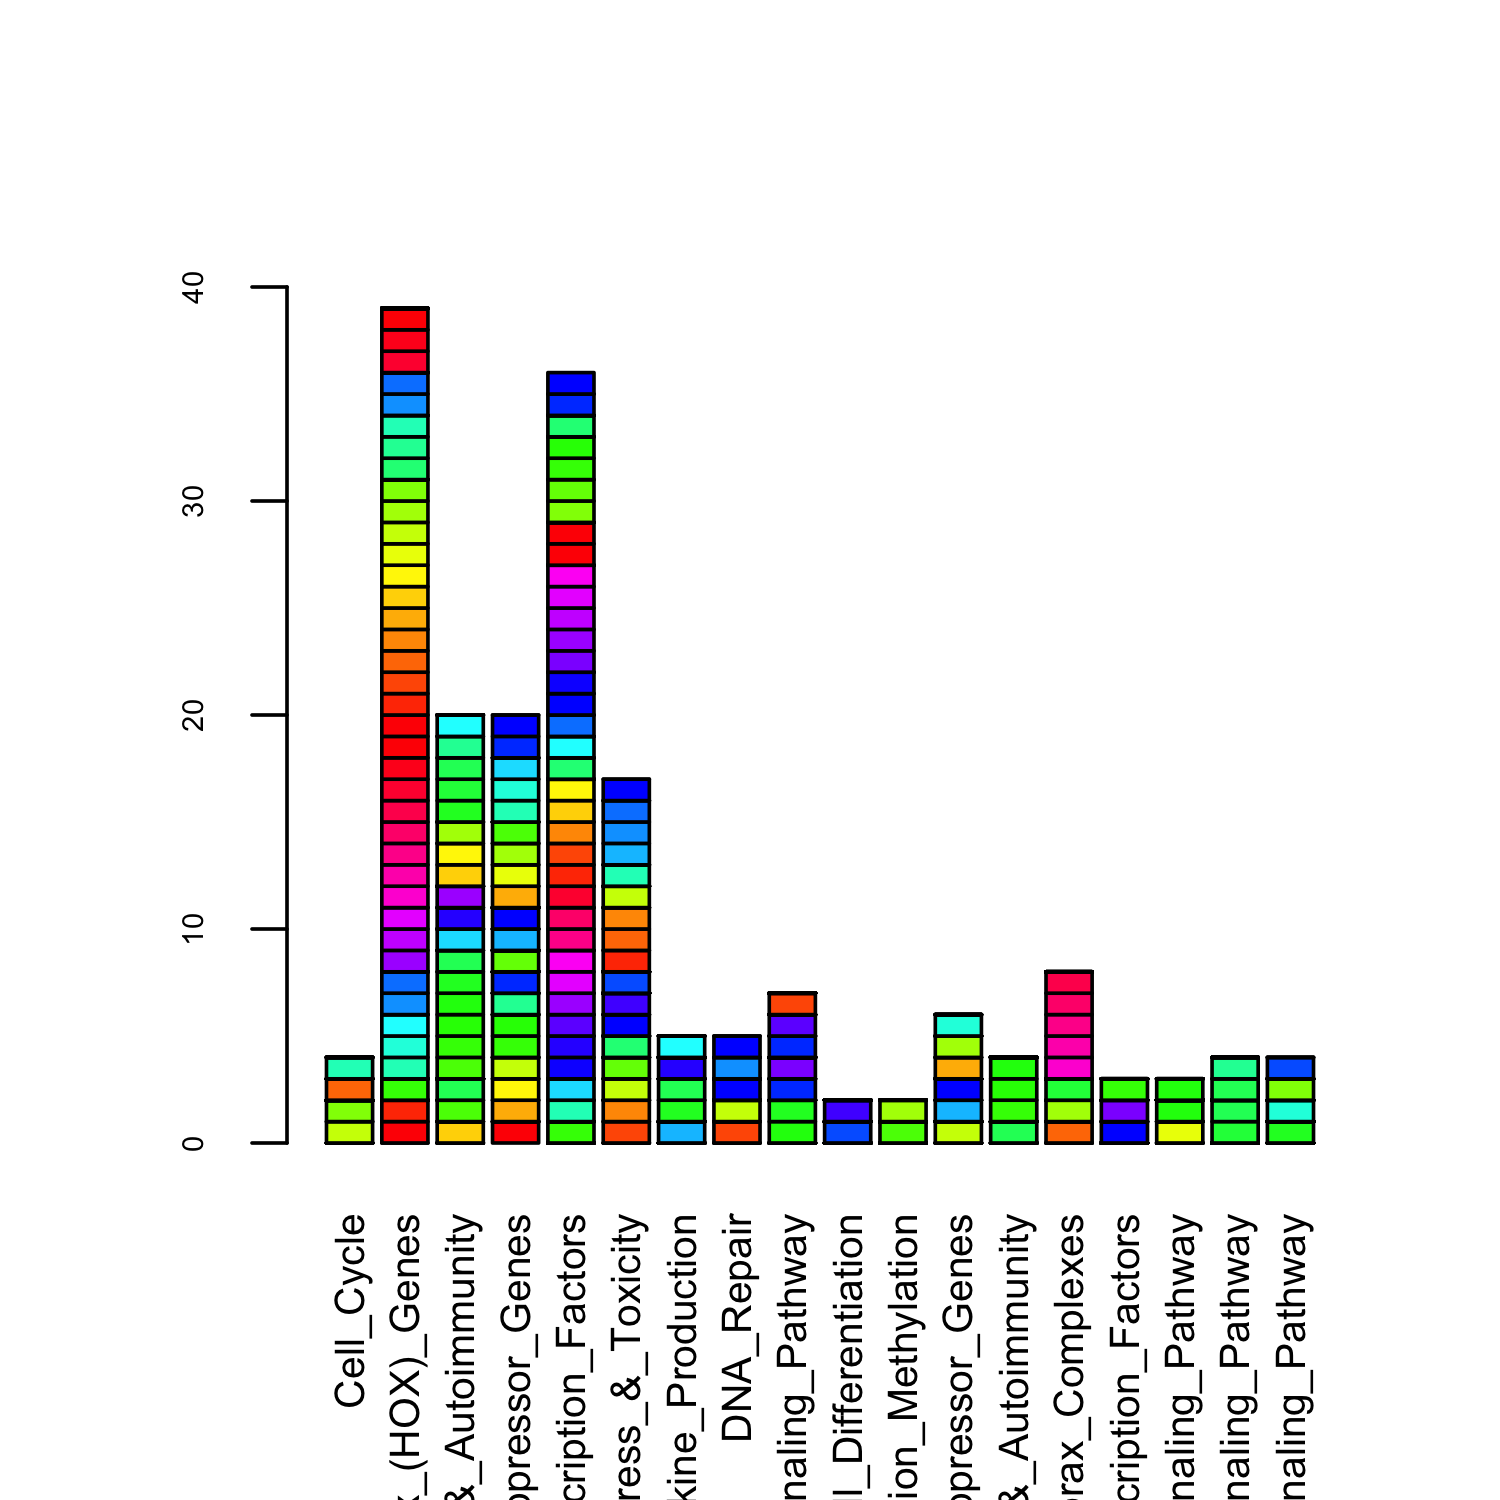 40
30
20
10
0
Cell_Cycle
x_(HOX)_Genes
&_Autoimmunity
ppressor_Genes
cription_Factors
ress_&_Toxicity
kine_Production
DNA_Repair
naling_Pathway
ll_Differentiation
ion_Methylation
ppressor_Genes
&_Autoimmunity
orax_Complexes
cription_Factors
naling_Pathway
naling_Pathway
naling_Pathway